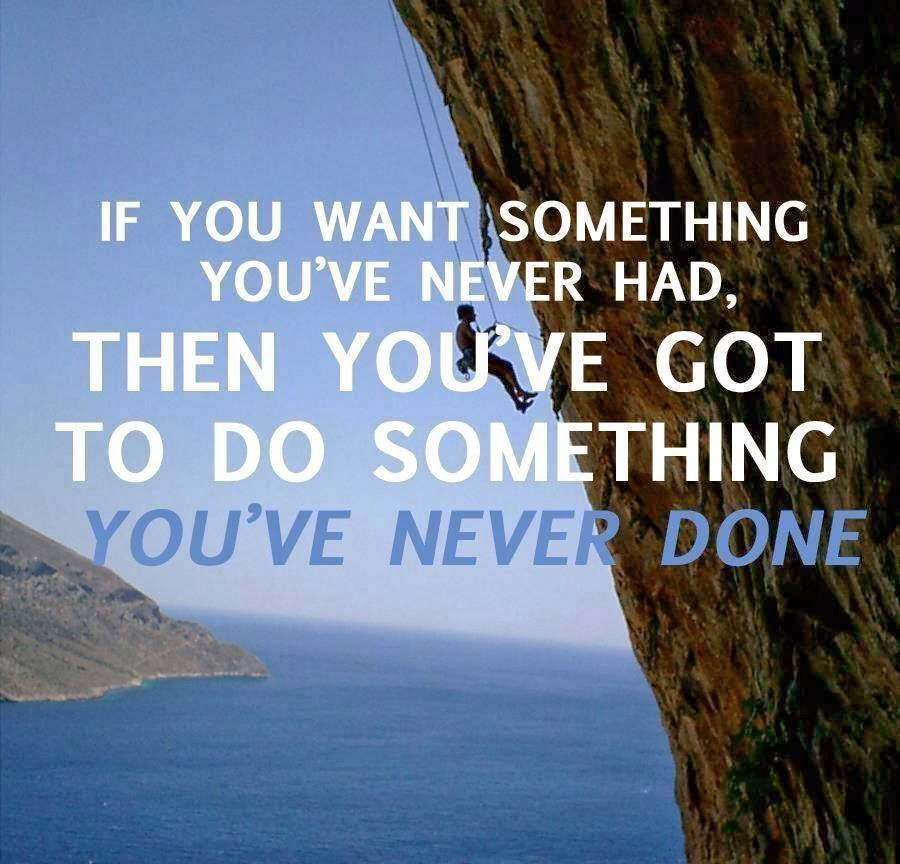 IF YOU WANT SOMETHING
YOU'VE NEVER HAD,
THEN YOU'VE GOT
TO DO SOMETHING
YOU'VE NEVER DONE